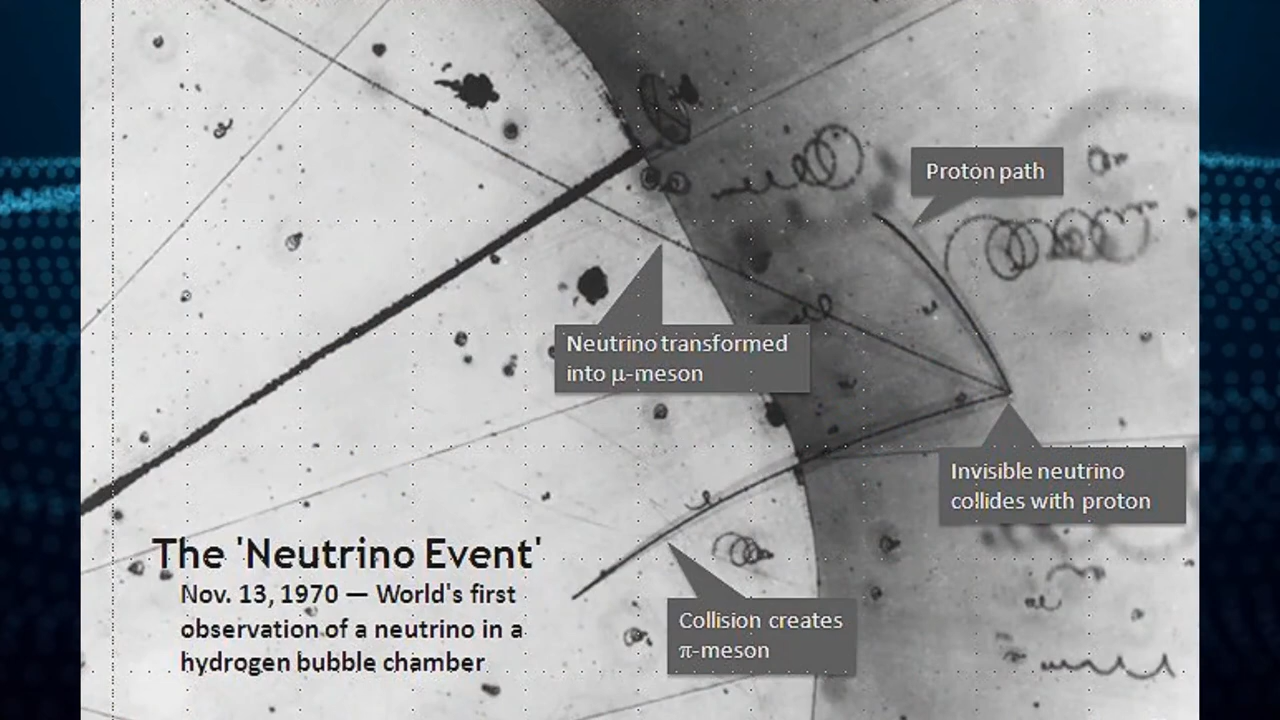 Proton path
Neutrino transformed
into μ-meson
Invisible neutrino
collides with proton
The 'Neutrino Event'
Nov. 13, 1970 — World's first
observation of a neutrino in a
hydrogen bubble chamber
Collision creates
π-meson